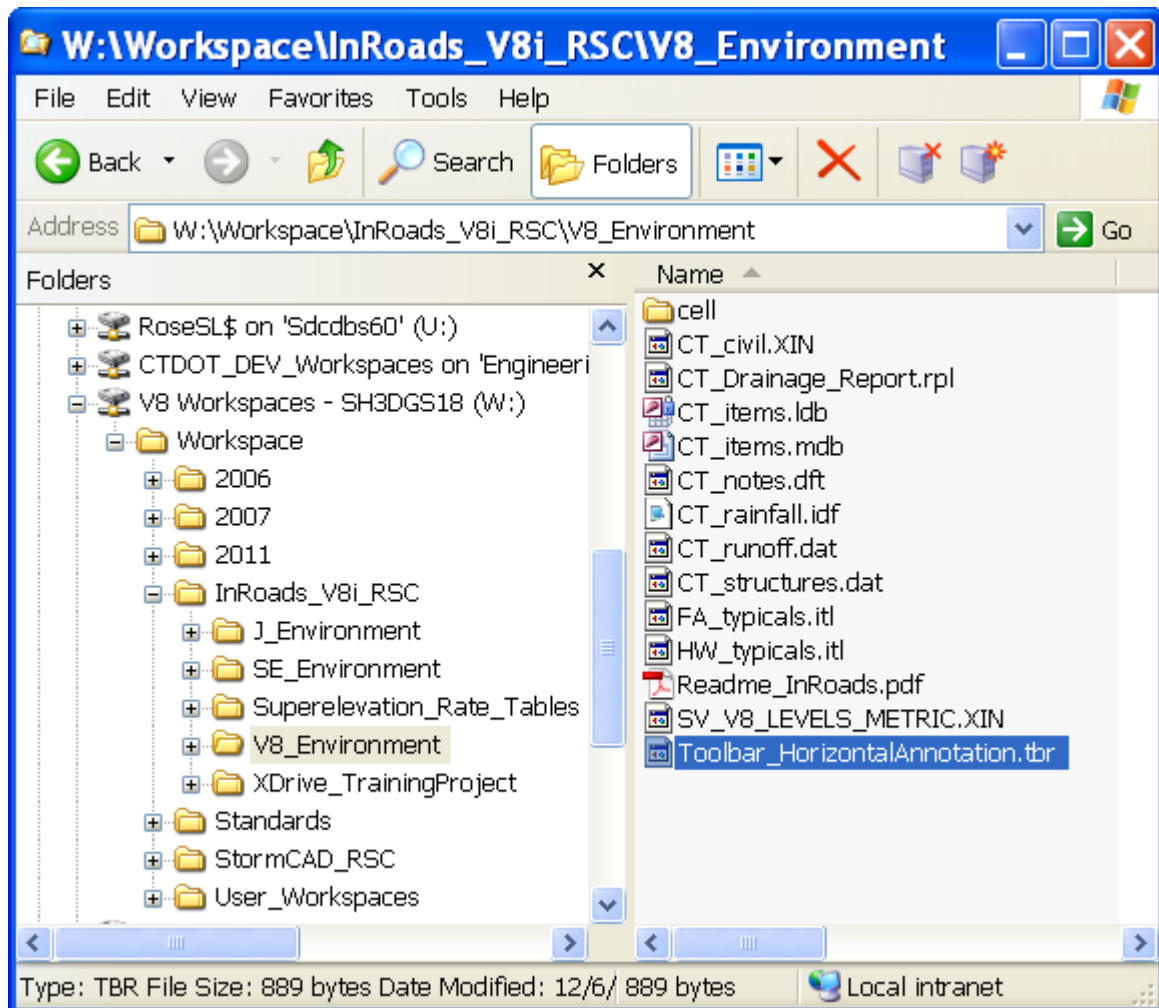 W:\Workspace\InRoads_V8i_RSC\V8_Environment
File Edit View Favorites Tools Help
Back Search Folders
Address W:\Workspace\InRoads_V8i_RSC\V8_Environment Go
Folders
RoseSL$ on 'Sdcdbs60' (U:)
CTDOT_DEV_Workspaces on 'Engineeri
V8 Workspaces - SH3DGS18 (W:)
Workspace
2006
2007
2011
InRoads_V8i_RSC
J_Environment
SE_Environment
Superelevation_Rate_Tables
V8_Environment
XDrive_TrainingProject
Standards
StormCAD_RSC
User_Workspaces
Name
cell
CT_civil.XIN
CT_Drainage_Report.rpl
CT_items.ldb
CT_items.mdb
CT_notes.dft
CT_rainfall.idf
CT_runoff.dat
CT_structures.dat
FA_typicals.itl
HW_typicals.itl
Readme_InRoads.pdf
SV_V8_LEVELS_METRIC.XIN
Toolbar_HorizontalAnnotation.tbr
Type: TBR File Size: 889 bytes Date Modified: 12/6/ 889 bytes Local intranet